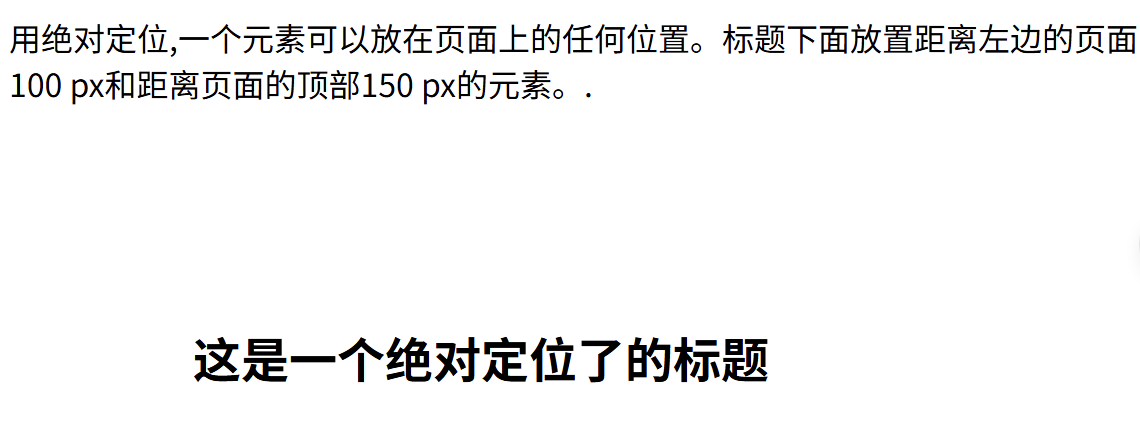 用绝对定位,一个元素可以放在页面上的任何位置。标题下面放置距离左边的页面
100 px和距离页面的顶部150 px的元素。.
这是一个绝对定位了的标题